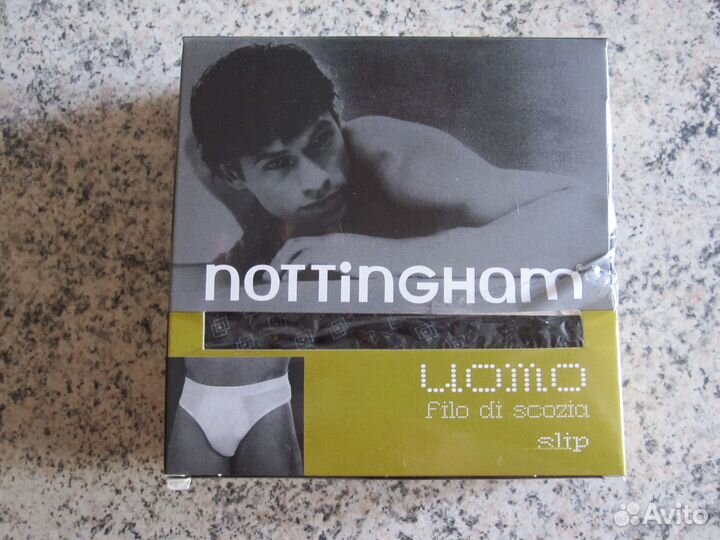 nottingham
uomo
filo di scozia
slip
Avito